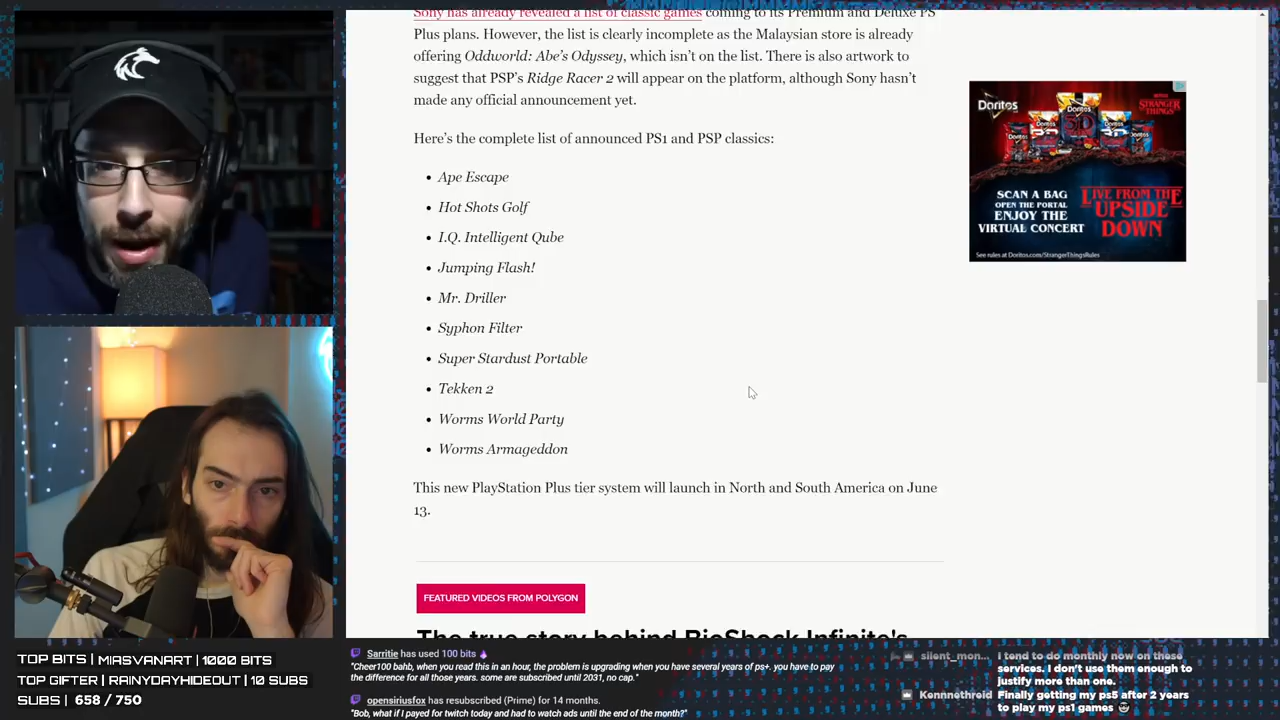 Sony has already revealed a list of classic games coming to its Premium and Deluxe PS
Plus plans. However, the list is clearly incomplete as the Malaysian store is already
offering Oddworld: Abe's Odyssey, which isn't on the list. There is also artwork to
suggest that PSP's Ridge Racer 2 will appear on the platform, although Sony hasn't
made any official announcement yet.
Here's the complete list of announced PS1 and PSP classics:
• Ape Escape
• Hot Shots Golf
• I.Q. Intelligent Qube
• Jumping Flash!
• Mr. Driller
• Syphon Filter
• Super Stardust Portable
• Tekken 2
• Worms World Party
• Worms Armageddon
This new PlayStation Plus tier system will launch in North and South America on June
13.
FEATURED VIDEOS FROM POLYGON
The true story behind BioShock Infinite's
Doritos
STRANGER THINGS
SCAN A BAG
OPEN THE PORTAL
ENJOY THE
VIRTUAL CONCERT
LIVE FROM THE
UPSIDE
DOWN
See rules at Doritos.com/StrangerThingsRules
TOP BITS | MIASVANART | 1000 BITS
TOP GIFTER | RAINYDAYHIDEOUT | 10 SUBS
SUBS | 658 / 750
Sarritie has used 100 bits
"Cheer100 bahb, when you read this in an hour, the problem is upgrading when you have several years of ps+. you have to pay
the difference for all those years. some are subscribed until 2031, no cap."
opensiriusfox has resubscribed (Prime) for 14 months.
"Bob, what if I payed for twitch today and had to watch ads until the end of the month?"
silent_mon... I tend to do monthly now on these
services. I don't use them enough to
justify more than one.
Kennnethreid Finally getting my ps5 after 2 years
to play my ps1 games